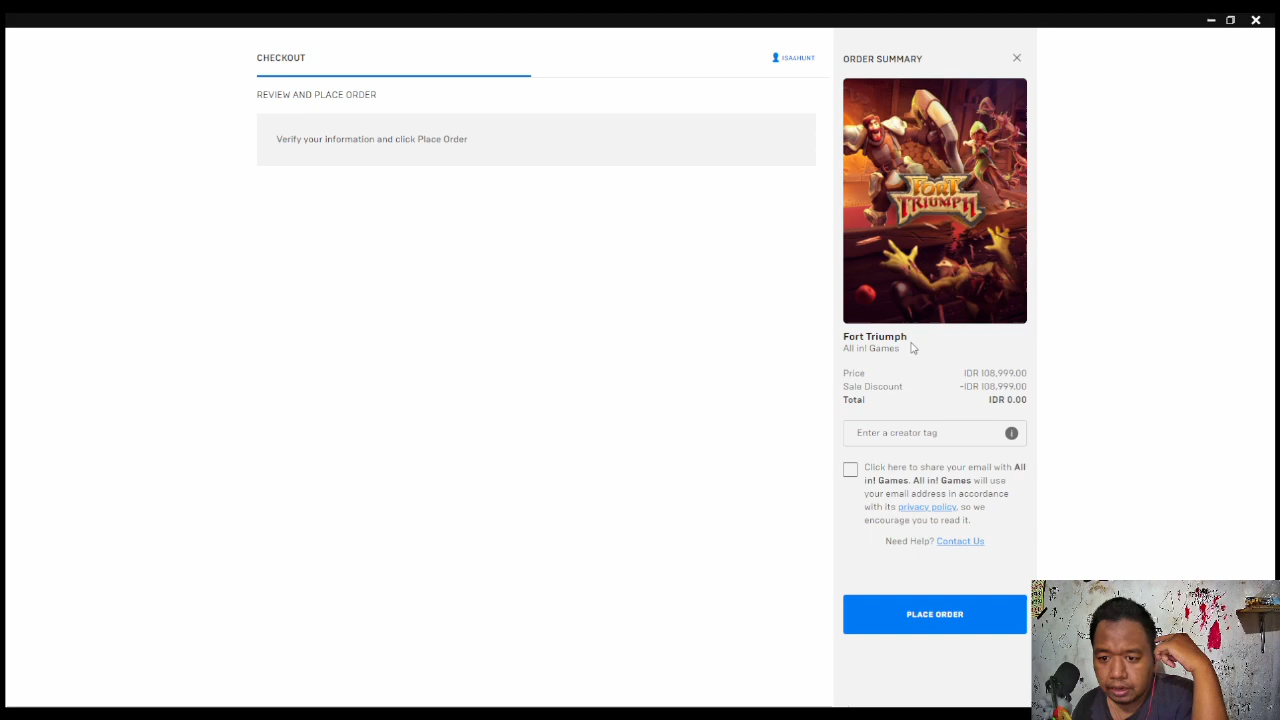 CHECKOUT
ISA4HUNT
REVIEW AND PLACE ORDER
Verify your information and click Place Order
ORDER SUMMARY
FORT
TRIUMPH
Fort Triumph
All in! Games
Price IDR 108,999.00
Sale Discount -IDR 108,999.00
Total IDR 0.00
Enter a creator tag
Click here to share your email with All
in! Games. All in! Games will use
your email address in accordance
with its privacy policy, so we
encourage you to read it.
Need Help? Contact Us
PLACE ORDER